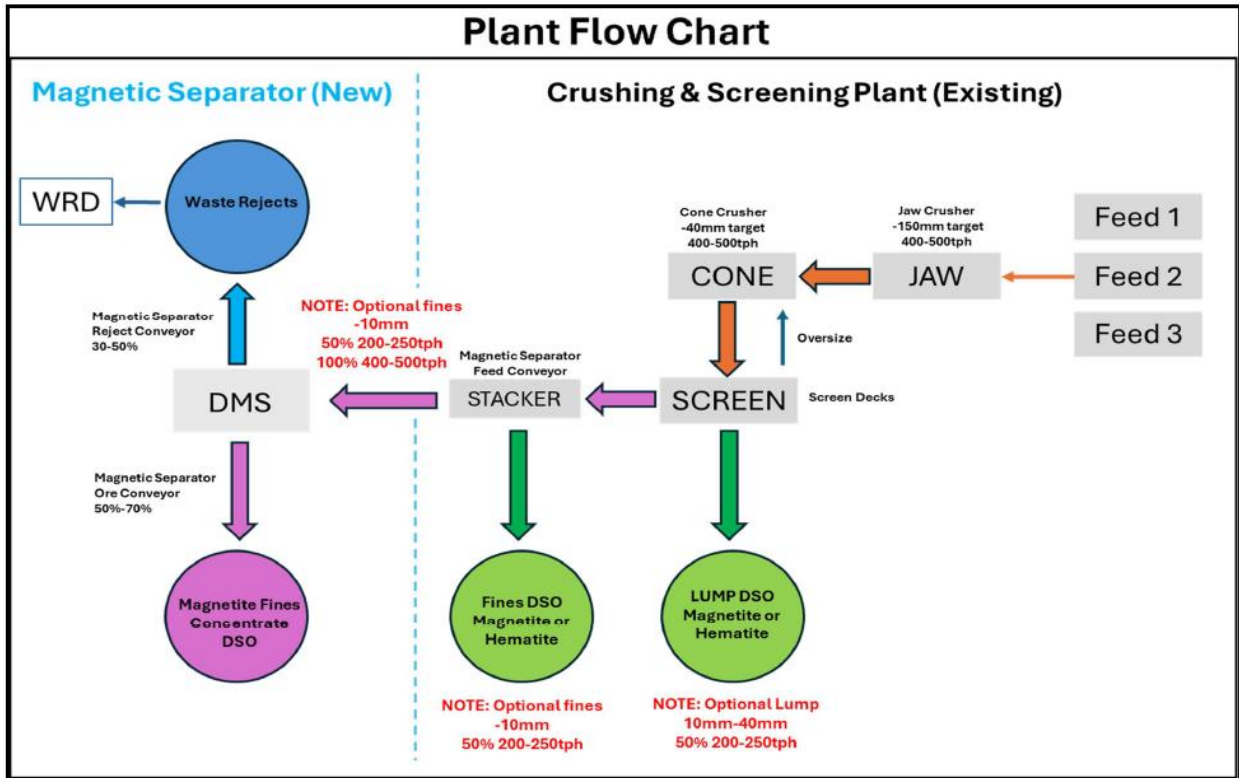 Plant Flow Chart
Magnetic Separator (New)
Crushing & Screening Plant (Existing)
WRD
Waste Rejects
Cone Crusher
-40mm target
400-500tph
Jaw Crusher
-150mm target
400-500tph
Feed 1
CONE
JAW
Feed 2
Feed 3
Magnetic Separator
Reject Conveyor
30-50%
NOTE: Optional fines
-10mm
50% 200-250tph
100% 400-500tph
Oversize
Magnetic Separator
Feed Conveyor
DMS
STACKER
SCREEN
Screen Decks
Magnetic Separator
Ore Conveyor
50%-70%
Magnetite Fines
Concentrate
DSO
Fines DSO
Magnetite or
Hematite
LUMP DSO
Magnetite or
Hematite
NOTE: Optional fines
-10mm
50% 200-250tph
NOTE: Optional Lump
10mm-40mm
50% 200-250tph